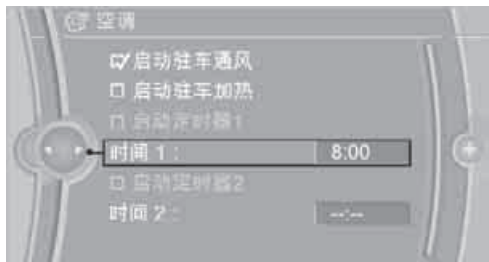 空调
启动驻车通风
启动驻车加热
启动定时器1
时间 1： 8:00
启动定时器2
时间 2： --:--